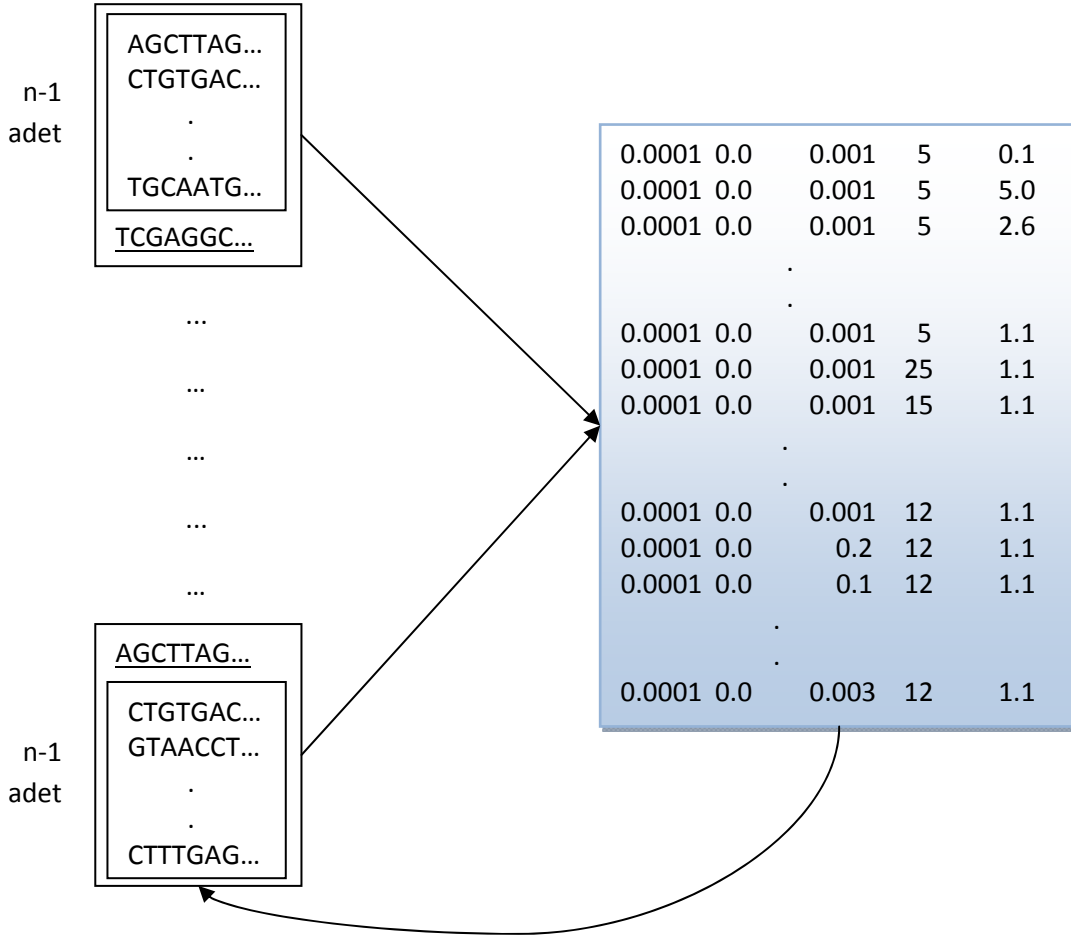 n-1
adet
AGCTTAG...
CTGTGAC...
.
.
TGCAATG...
TCGAGGC...
...
...
...
...
...
AGCTTAG...
n-1
adet
CTGTGAC...
GTAACCT...
.
.
CTTTGAG...
0.0001 0.0 0.001 5 0.1
0.0001 0.0 0.001 5 5.0
0.0001 0.0 0.001 5 2.6
.
.
0.0001 0.0 0.001 5 1.1
0.0001 0.0 0.001 25 1.1
0.0001 0.0 0.001 15 1.1
.
.
0.0001 0.0 0.001 12 1.1
0.0001 0.0 0.2 12 1.1
0.0001 0.0 0.1 12 1.1
.
.
0.0001 0.0 0.003 12 1.1